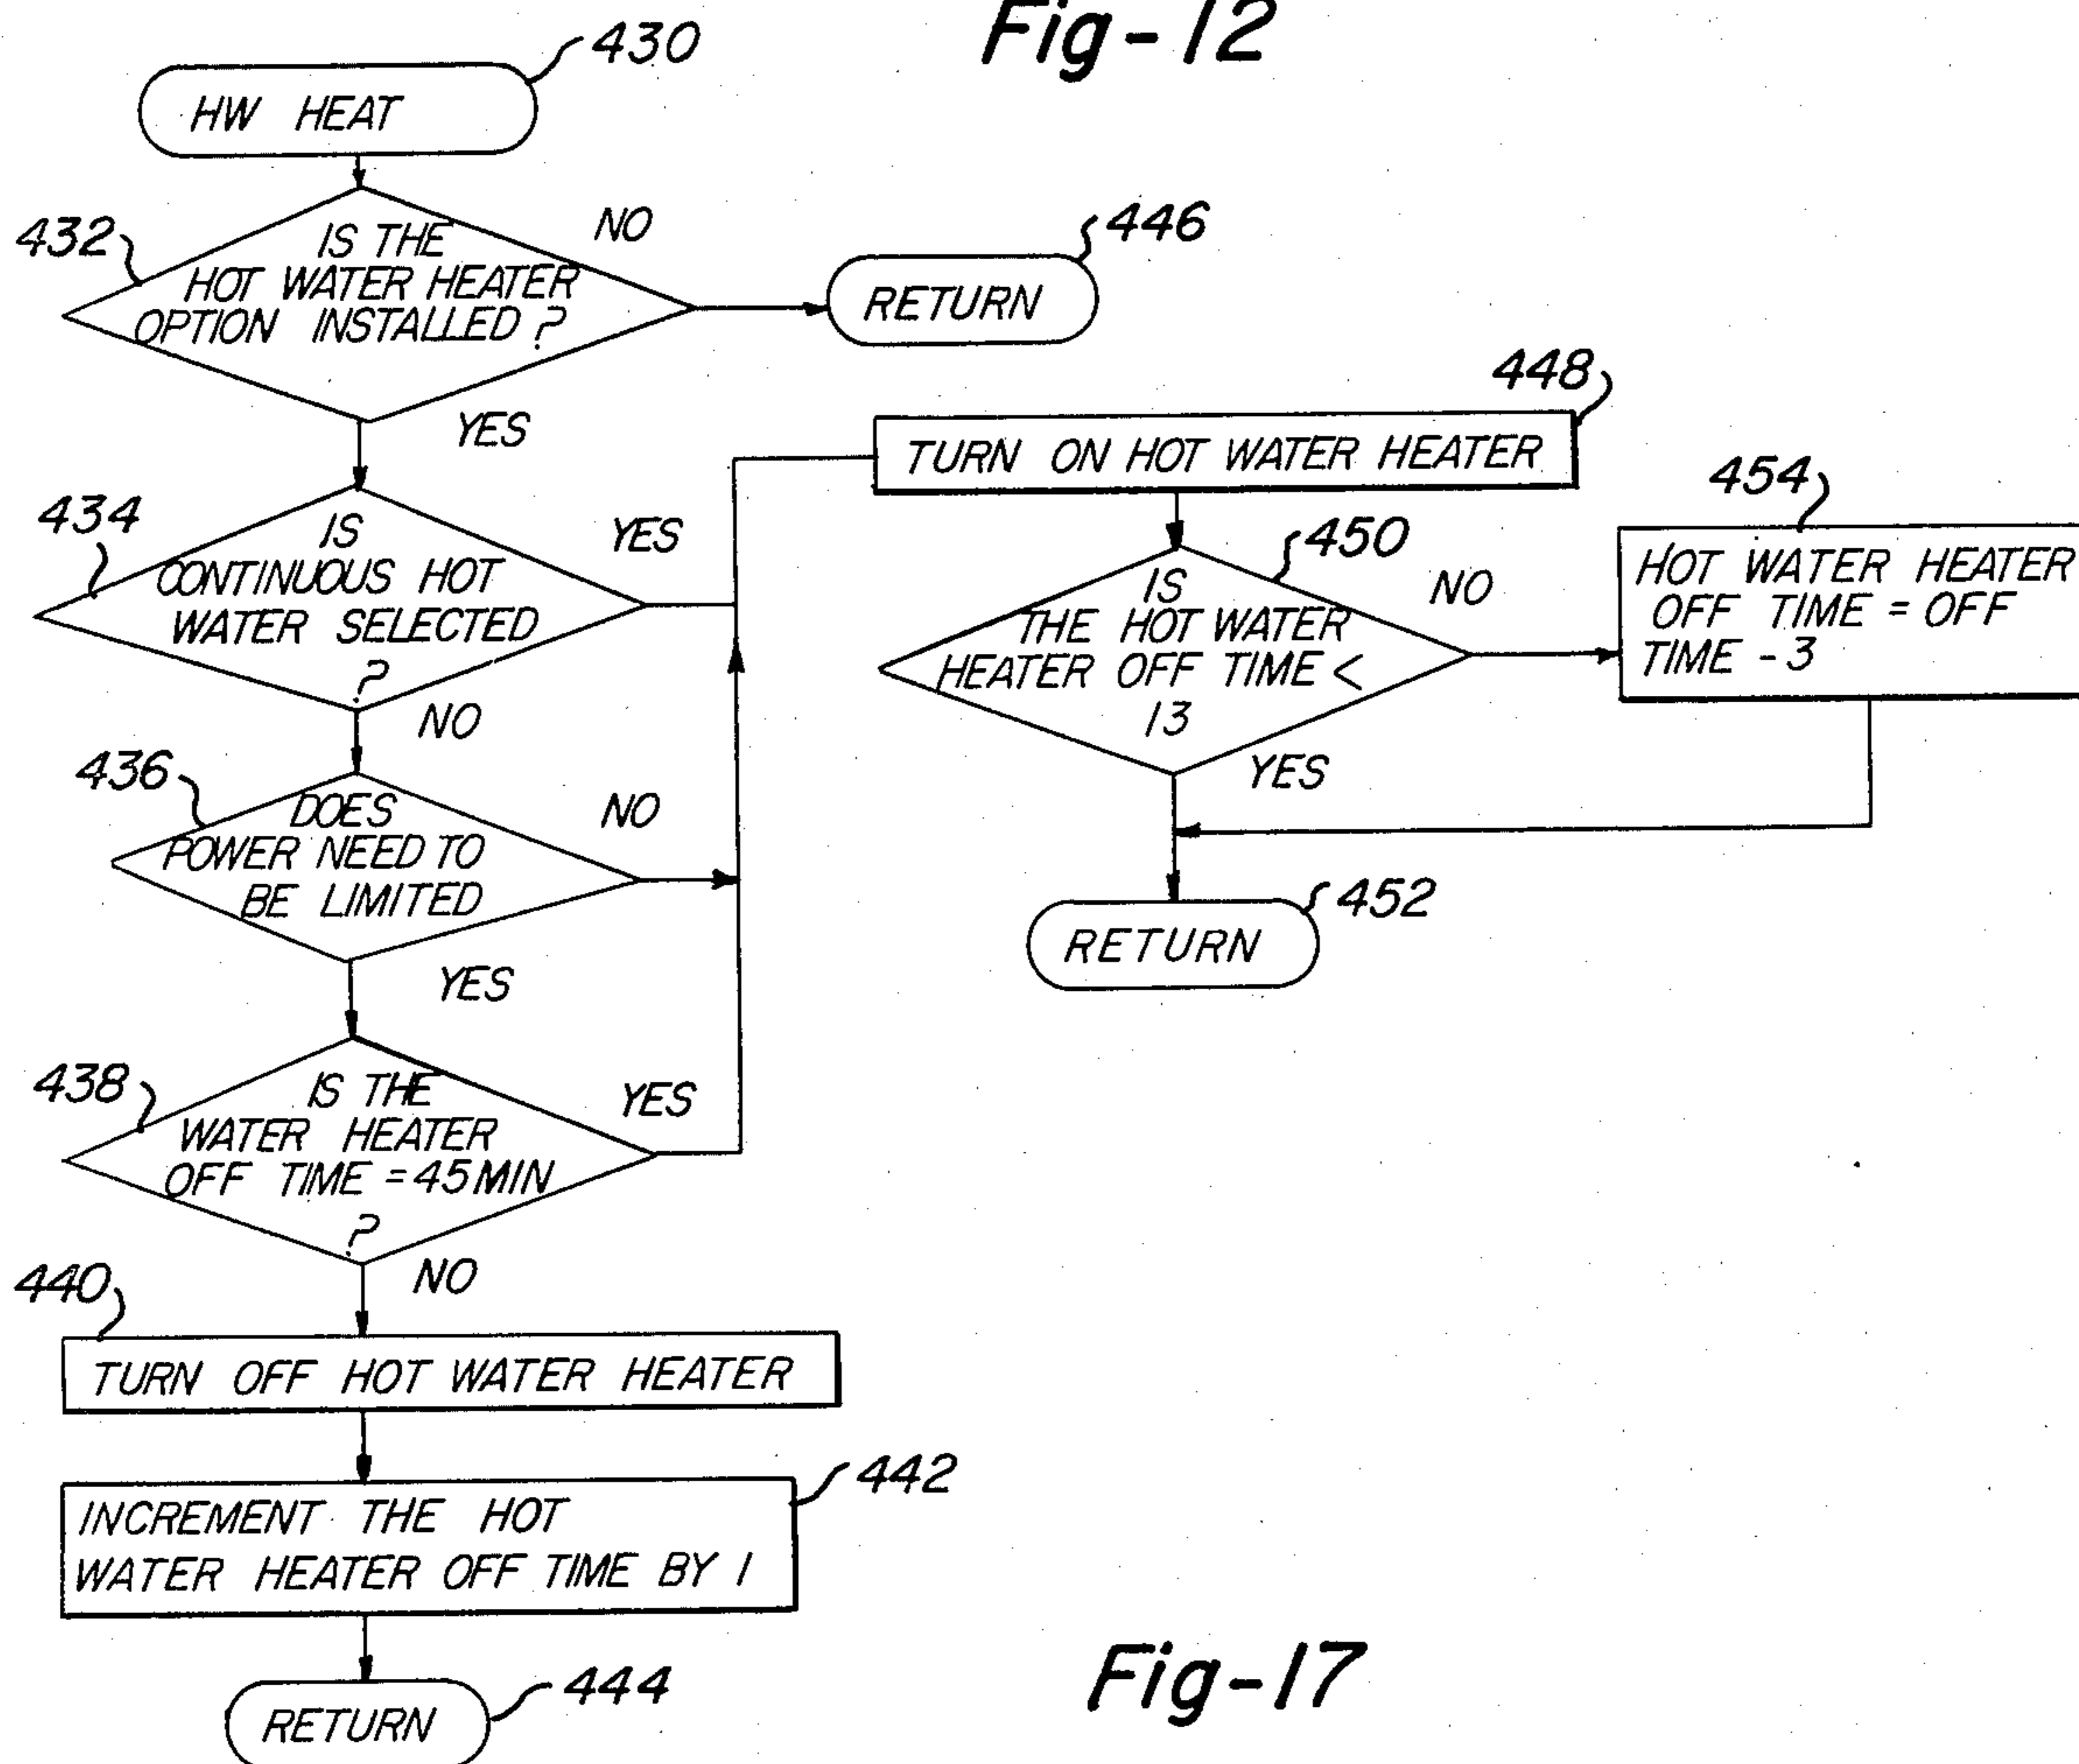 Fig-12
430
HW HEAT
432
IS THE
HOT WATER HEATER
OPTION INSTALLED ?
NO
446
RETURN
YES
434
IS
CONTINUOUS HOT
WATER SELECTED
?
YES
NO
448
TURN ON HOT WATER HEATER
450
IS
THE HOT WATER
HEATER OFF TIME <
13
NO
454
HOT WATER HEATER
OFF TIME = OFF
TIME -3
YES
452
RETURN
436
DOES
POWER NEED TO
BE LIMITED
NO
YES
438
IS THE
WATER HEATER
OFF TIME = 45 MIN
?
YES
NO
440
TURN OFF HOT WATER HEATER
442
INCREMENT THE HOT
WATER HEATER OFF TIME BY 1
444
RETURN
Fig-17